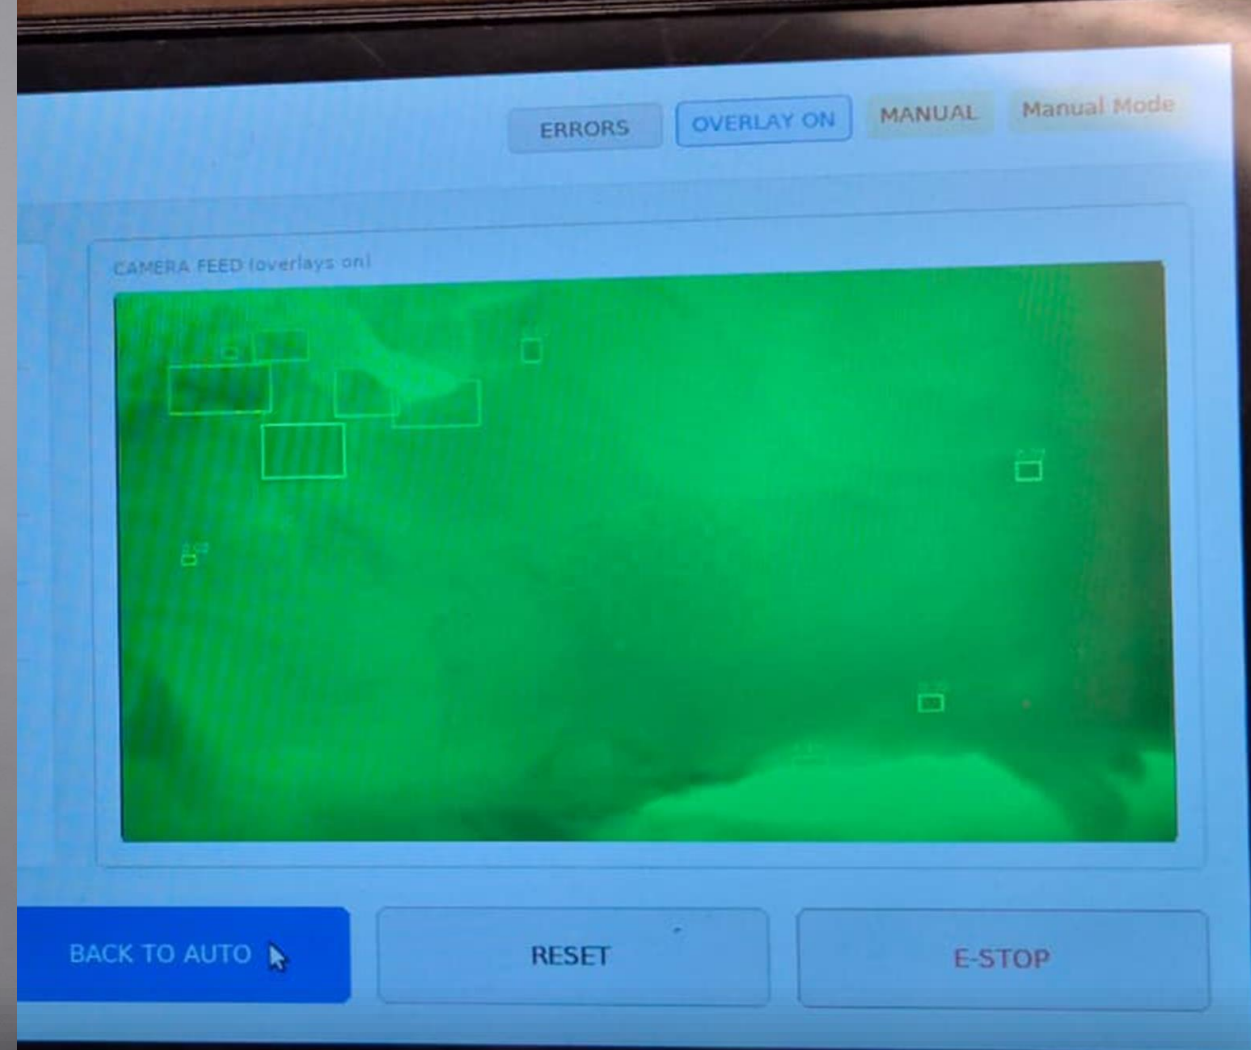 ERRORS
OVERLAY ON
MANUAL
Manual Mode
CAMERA FEED (overlays on)
BACK TO AUTO
RESET
E-STOP